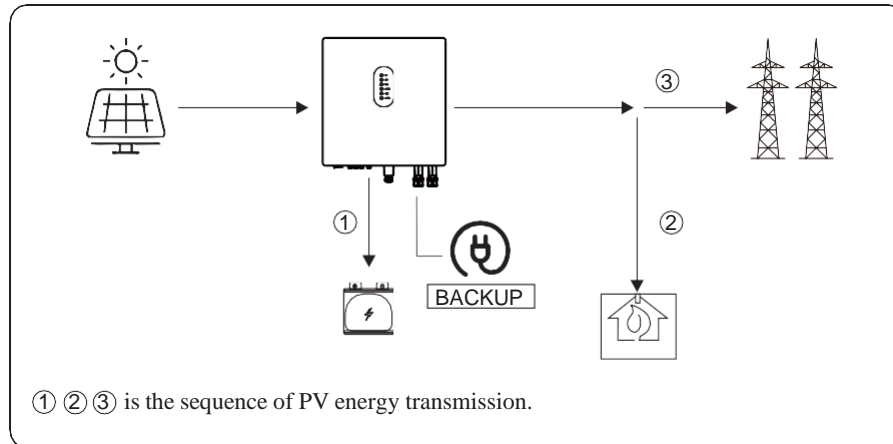 ③
①
②
BACKUP
① ② ③ is the sequence of PV energy transmission.